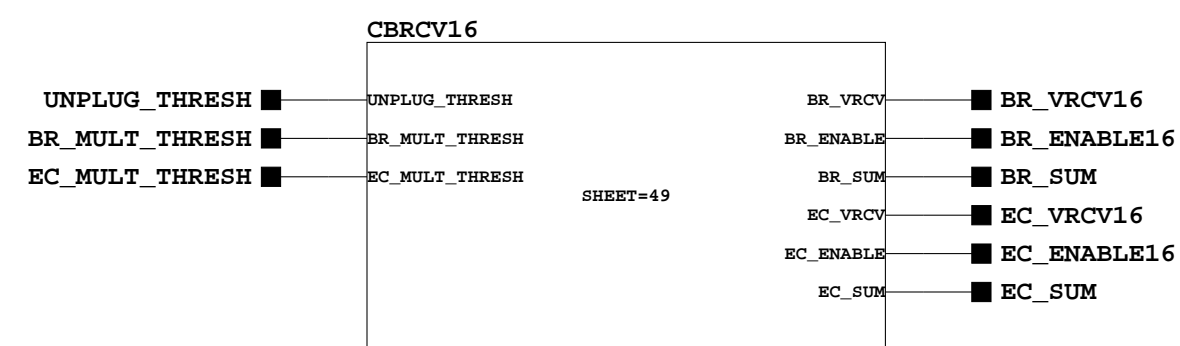 CBRCV16
UNPLUG_THRESH UNPLUG_THRESH BR_VRCV BR_VRCV16
BR_MULT_THRESH BR_MULT_THRESH BR_ENABLE BR_ENABLE16
EC_MULT_THRESH EC_MULT_THRESH BR_SUM BR_SUM
SHEET=49
EC_VRCV EC_VRCV16
EC_ENABLE EC_ENABLE16
EC_SUM EC_SUM